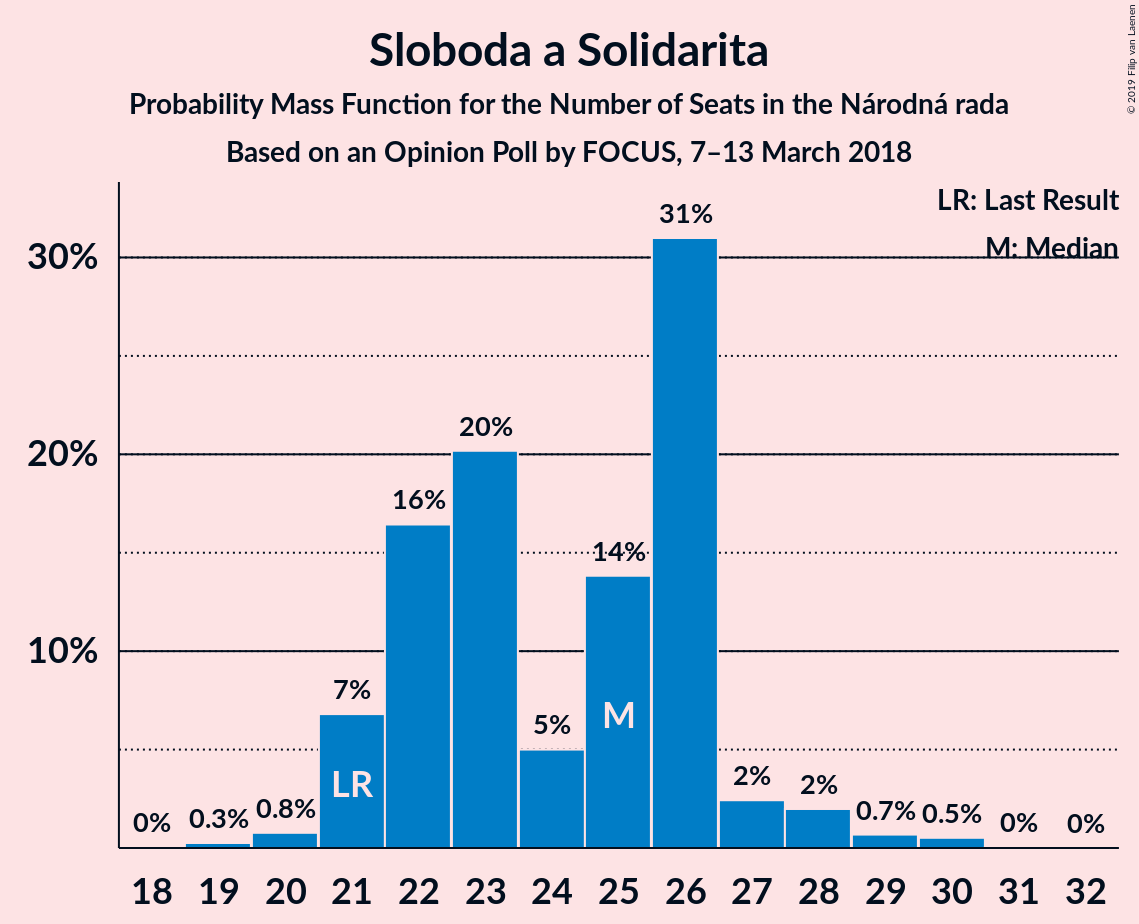 Sloboda a Solidarita
Probability Mass Function for the Number of Seats in the Národná rada
Based on an Opinion Poll by FOCUS, 7–13 March 2018
© 2019 Filip van Laenen
LR: Last Result
M: Median
30%
20%
10%
0%
0.3%
0.8%
7%
16%
20%
5%
14%
31%
2%
2%
0.7%
0.5%
0%
0%
LR
M
18 19 20 21 22 23 24 25 26 27 28 29 30 31 32